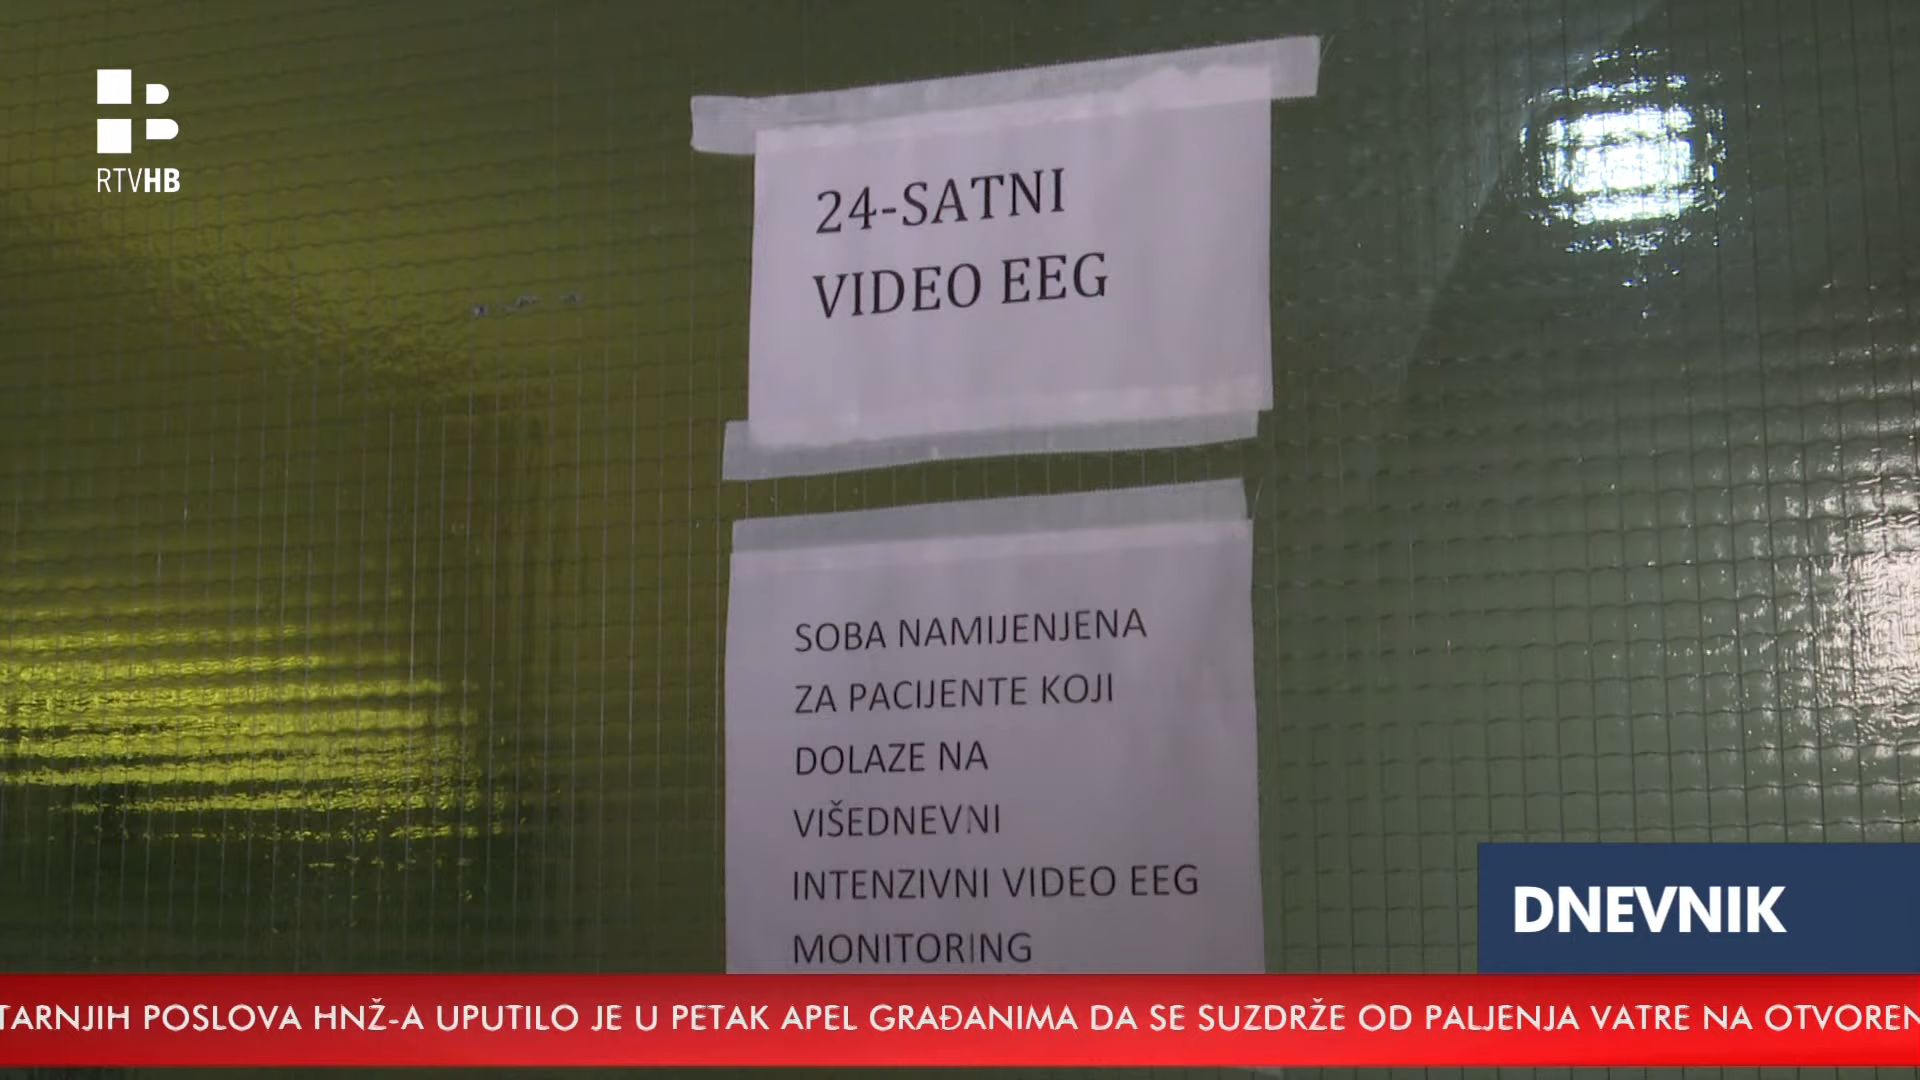 RTVHB
24-SATNI
VIDEO EEG
SOBA NAMIJENJENA
ZA PACIJENTE KOJI
DOLAZE NA
VIŠEDNEVNI
INTENZIVNI VIDEO EEG
MONITORING
DNEVNIK
TARNJIH POSLOVA HNŽ-A UPUTILO JE U PETAK APEL GRAĐANIMA DA SE SUZDRŽE OD PALJENJA VATRE NA OTVOREN